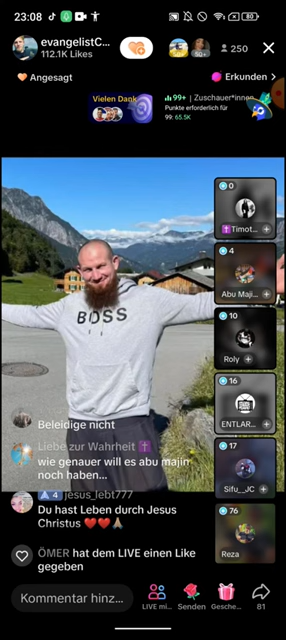 23:08
80
evangelistC...
112.1K Likes
50+
250
Angesagt
Erkunden
Vielen Dank
99+ | Zuschauer*innen
Punkte erforderlich für
99: 65.5K
0
Timot...
4
Abu Maji...
10
Roly
16
ENTLAR...
17
Sifu_JC
76
Reza
BOSS
Beleidige nicht
Liebe zur Wahrheit ✝️
wie genauer will es abu majin
noch haben...
4 jesus_lebt777
Du hast Leben durch Jesus
Christus ❤️❤️🙏🏼
ÖMER hat dem LIVE einen Like
gegeben
Kommentar hinz...
LIVE mi...
Senden
Gesche...
81